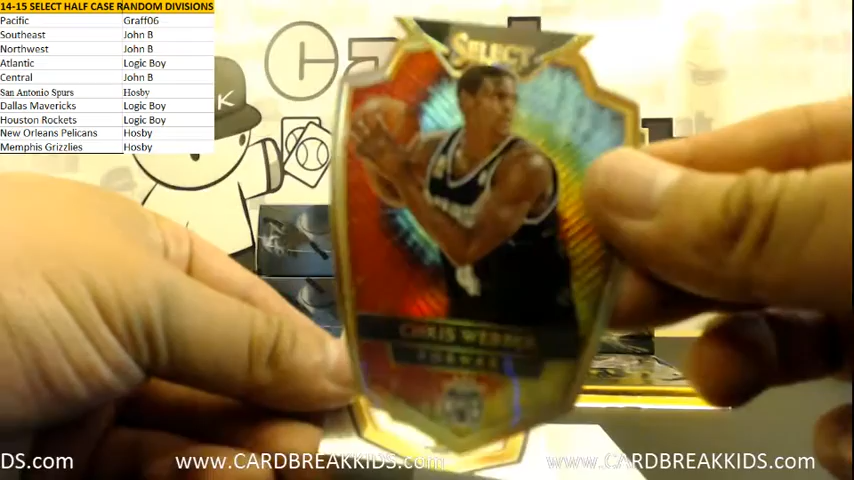 14-15 SELECT HALF CASE RANDOM DIVISIONS
Pacific Graff06
Southeast John B
Northwest John B
Atlantic Logic Boy
Central John B
San Antonio Spurs Hosby
Dallas Mavericks Logic Boy
Houston Rockets Logic Boy
New Orleans Pelicans Hosby
Memphis Grizzlies Hosby
K
SELECT
CHRIS WEBBER
FORWARD
DS.com www.CARDBREAKKIDS.com www.CARDBREAKKIDS.com